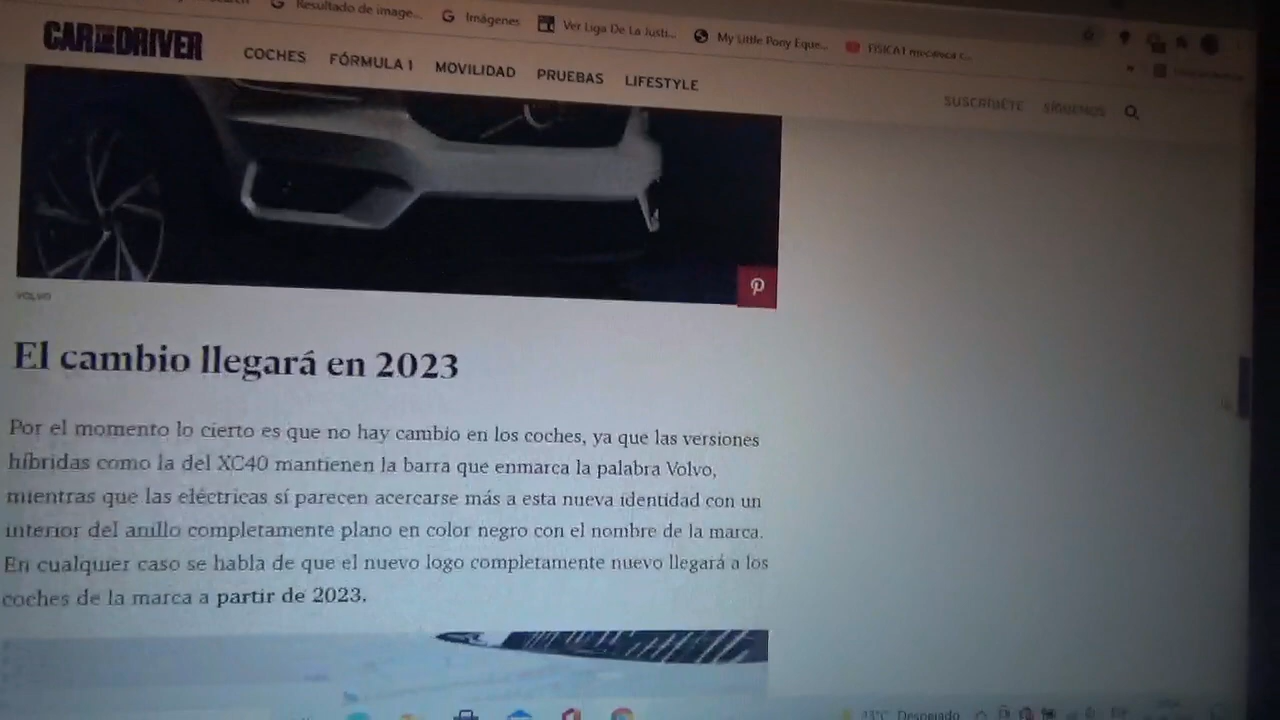 Resultado de image...
Imágenes
Ver Liga De La Justi...
My Little Pony Eque...
FISICA1 mecánica c...
CAR AND DRIVER
COCHES FÓRMULA 1 MOVILIDAD PRUEBAS LIFESTYLE
SUSCRÍBETE SÍGUENOS
VOLVO
El cambio llegará en 2023
Por el momento lo cierto es que no hay cambio en los coches, ya que las versiones
híbridas como la del XC40 mantienen la barra que enmarca la palabra Volvo,
mientras que las eléctricas sí parecen acercarse más a esta nueva identidad con un
interior del anillo completamente plano en color negro con el nombre de la marca.
En cualquier caso se habla de que el nuevo logo completamente nuevo llegará a los
coches de la marca a partir de 2023.
Despejado